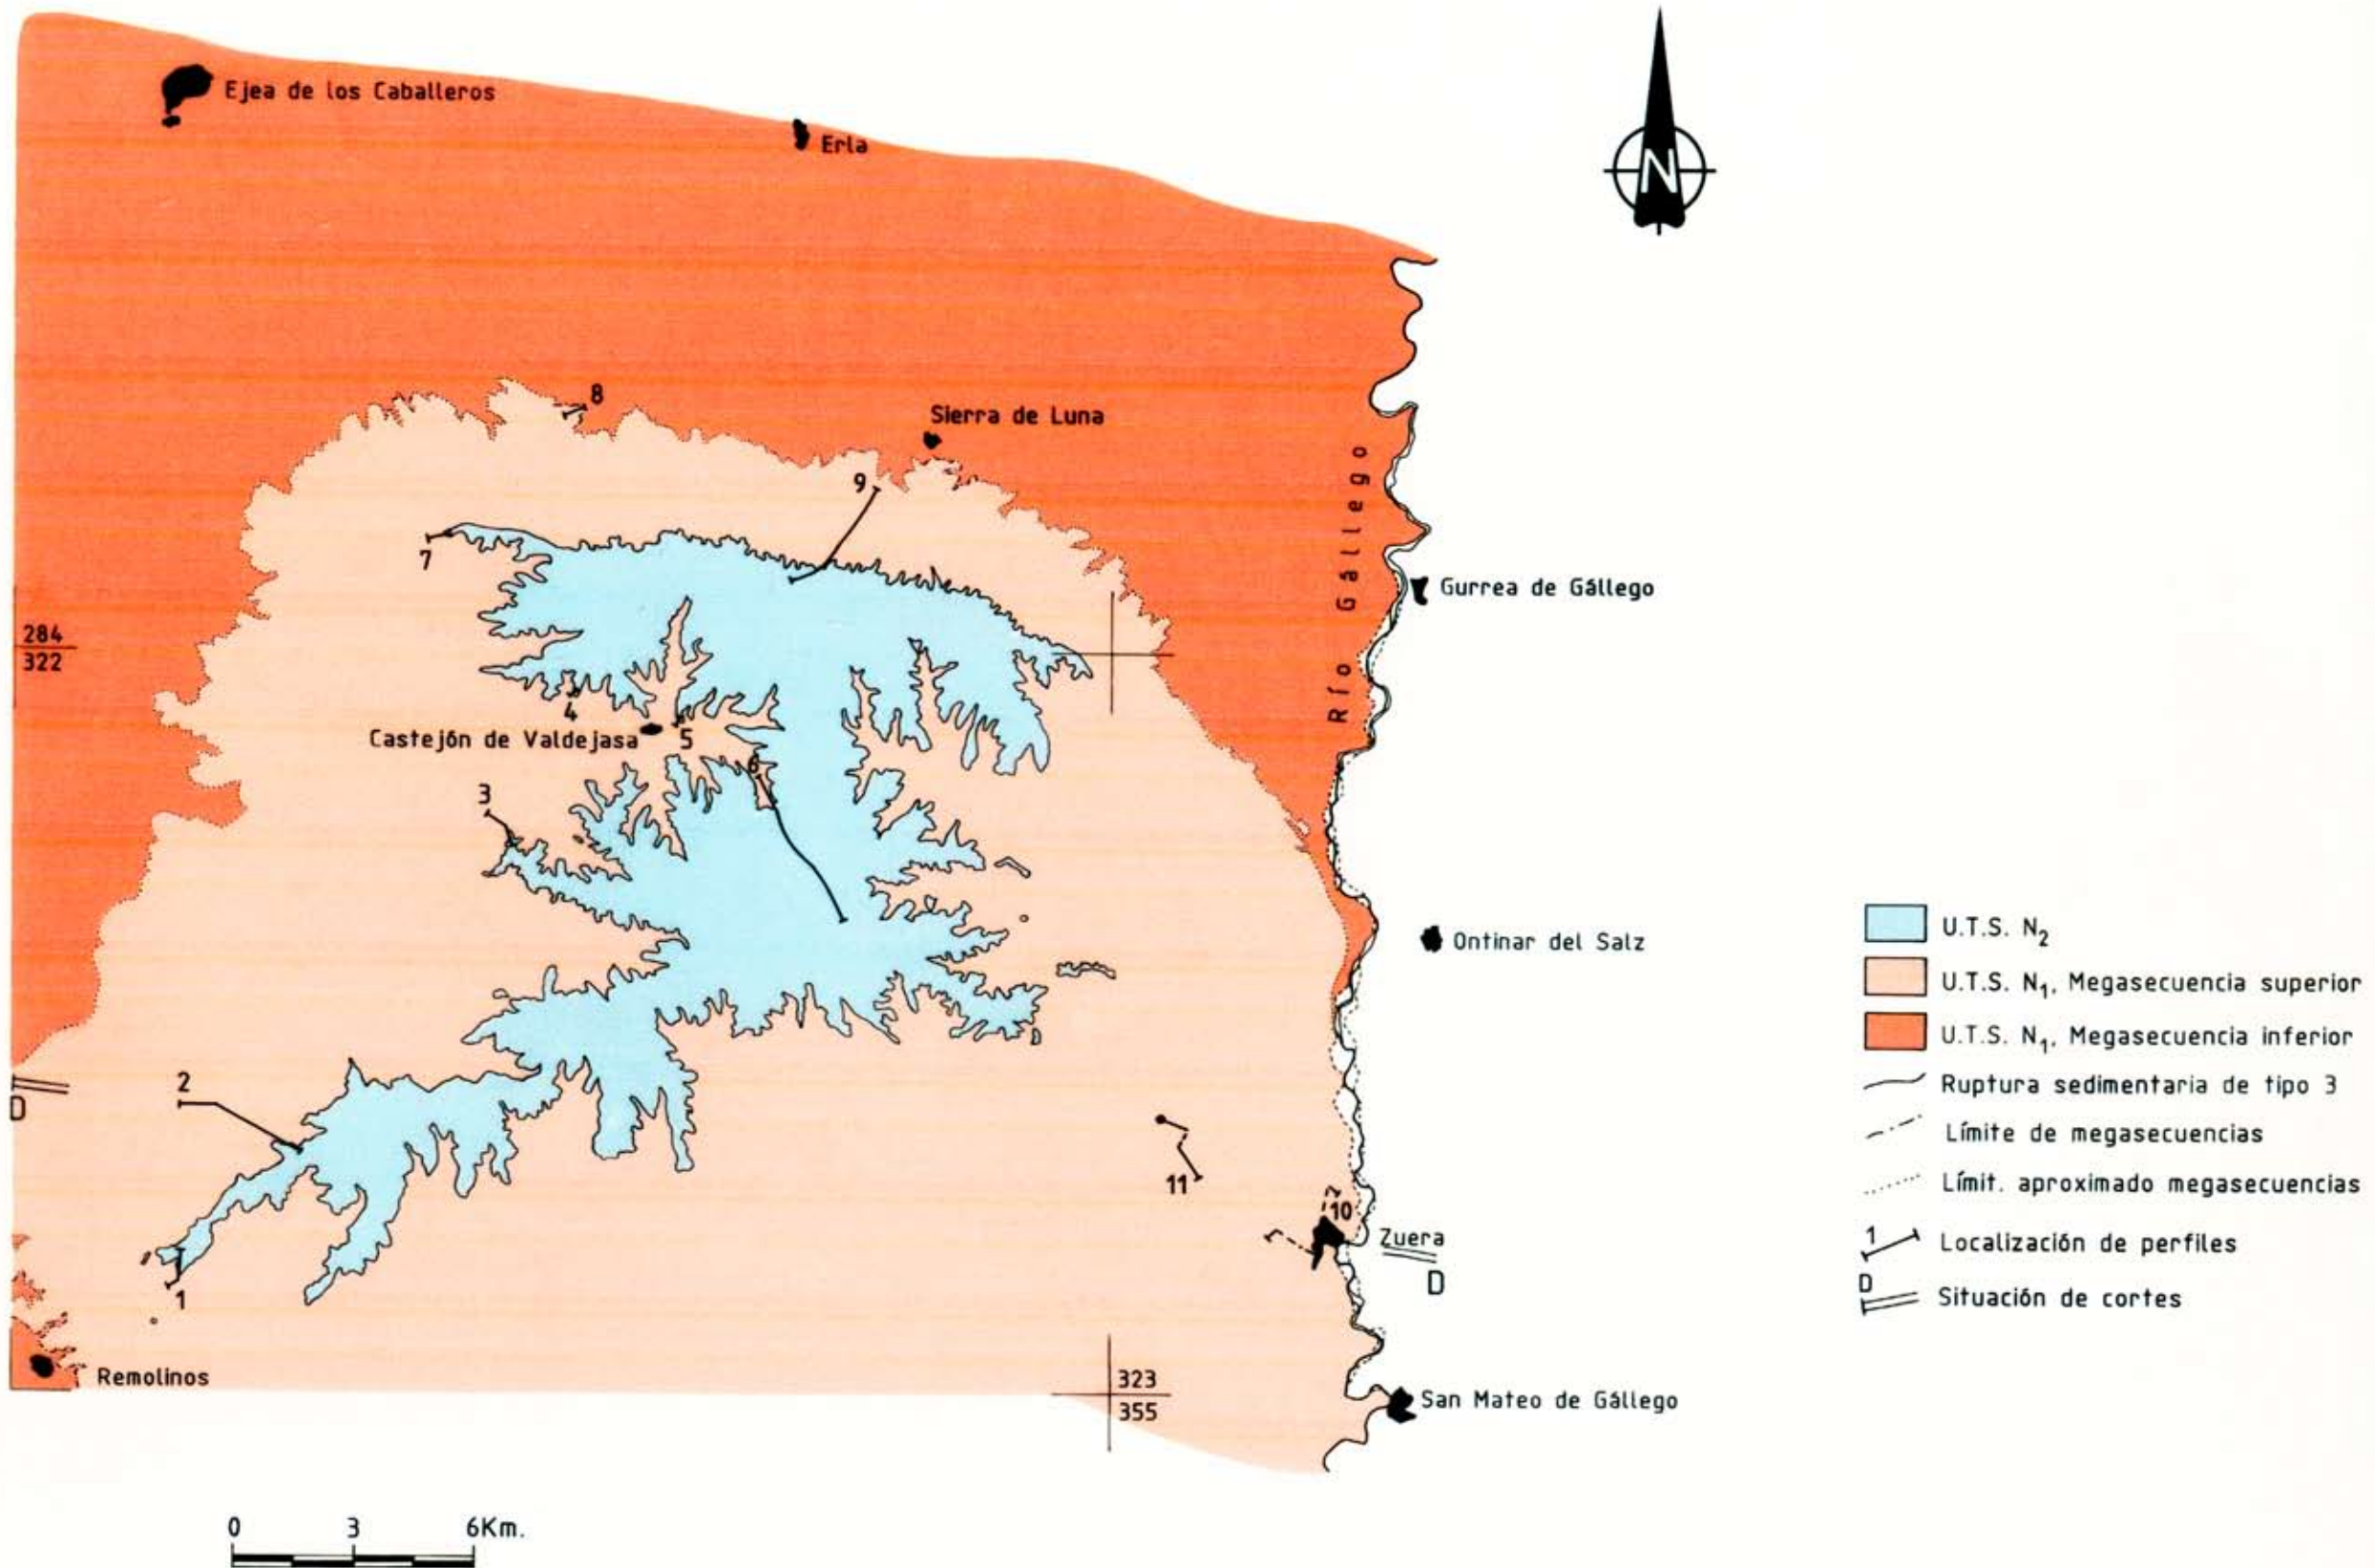 Ejea de los Caballeros
Erla
N
8
Sierra de Luna
9
Río Gállego
7
Gurrea de Gállego
284
322
4
Castejón de Valdejasa
5
6
3
Ontinar del Salz
2
D
11
10
Zuera
D
1
Remolinos
323
355
San Mateo de Gállego
U.T.S. N2
U.T.S. N1, Megasecuencia superior
U.T.S. N1, Megasecuencia inferior
Ruptura sedimentaria de tipo 3
Límite de megasecuencias
Límit. aproximado megasecuencias
1 Localización de perfiles
D Situación de cortes
0 3 6Km.